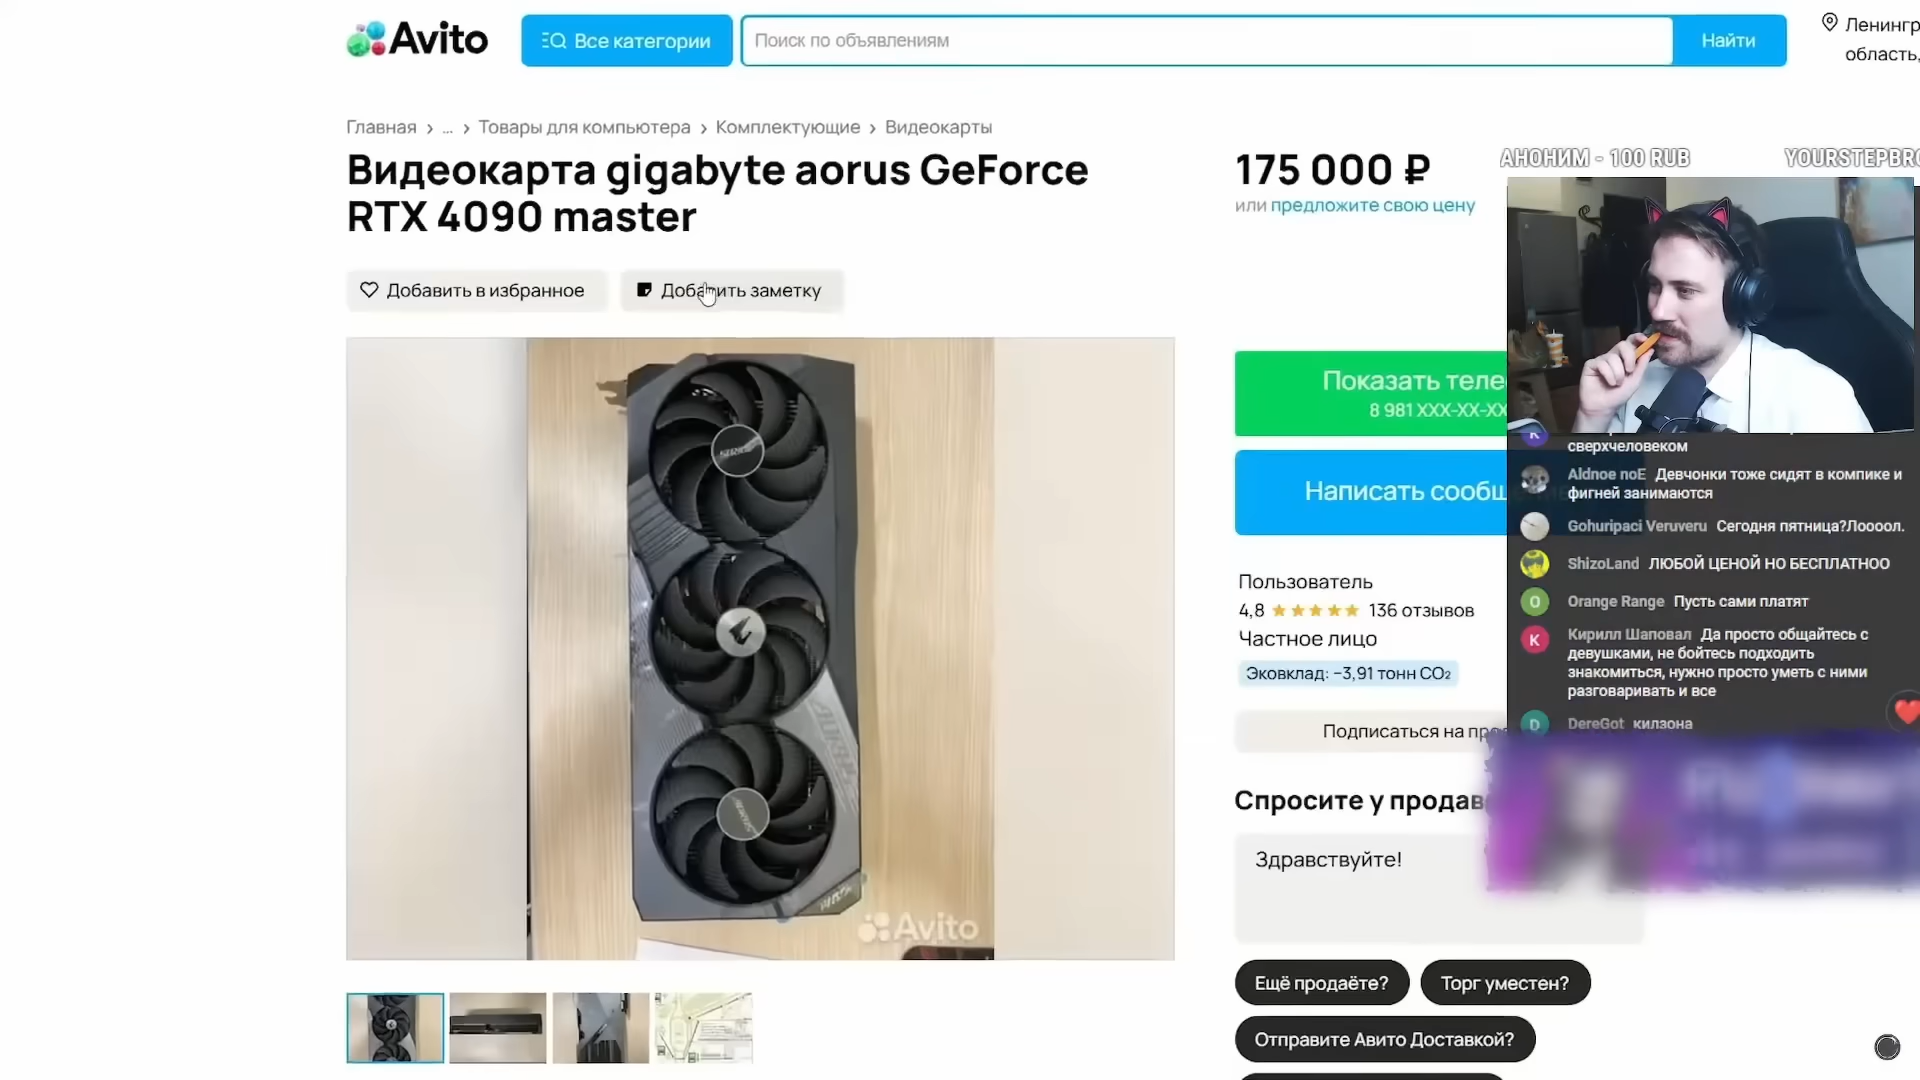 Avito
Все категории
Поиск по объявлениям
Найти
Ленингр
область,
Главная › ... › Товары для компьютера › Комплектующие › Видеокарты
Видеокарта gigabyte aorus GeForce
RTX 4090 master
175 000 ₽
или предложите свою цену
АНОНИМ - 100 RUB
YOURSTEPBRO
Добавить в избранное
Добавить заметку
Показать теле
8 981 XXX-XX-XX
Написать сообщ
Пользователь
4,8 136 отзывов
Частное лицо
Эковклад: −3,91 тонн CO₂
Подписаться на про
Спросите у продав
Здравствуйте!
Ещё продаёте?
Торг уместен?
Отправите Авито Доставкой?
сверхчеловеком
Aldnoe noE Девчонки тоже сидят в компике и
фигней занимаются
Gohuripaci Veruveru Сегодня пятница?Лоооол.
ShizoLand ЛЮБОЙ ЦЕНОЙ НО БЕСПЛАТНОО
Orange Range Пусть сами платят
Кирилл Шаповал Да просто общайтесь с
девушками, не бойтесь подходить
знакомиться, нужно просто уметь с ними
разговаривать и все
DereGot килзона
Avito